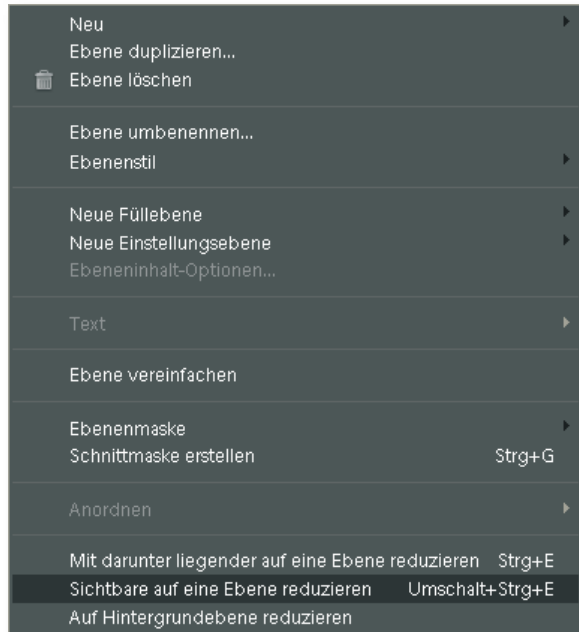 Neu
Ebene duplizieren...
Ebene löschen
Ebene umbenennen...
Ebenenstil
Neue Füllebene
Neue Einstellungsebene
Ebeneninhalt-Optionen...
Text
Ebene vereinfachen
Ebenenmaske
Schnittmaske erstellen Strg+G
Anordnen
Mit darunter liegender auf eine Ebene reduzieren Strg+E
Sichtbare auf eine Ebene reduzieren Umschalt+Strg+E
Auf Hintergrundebene reduzieren